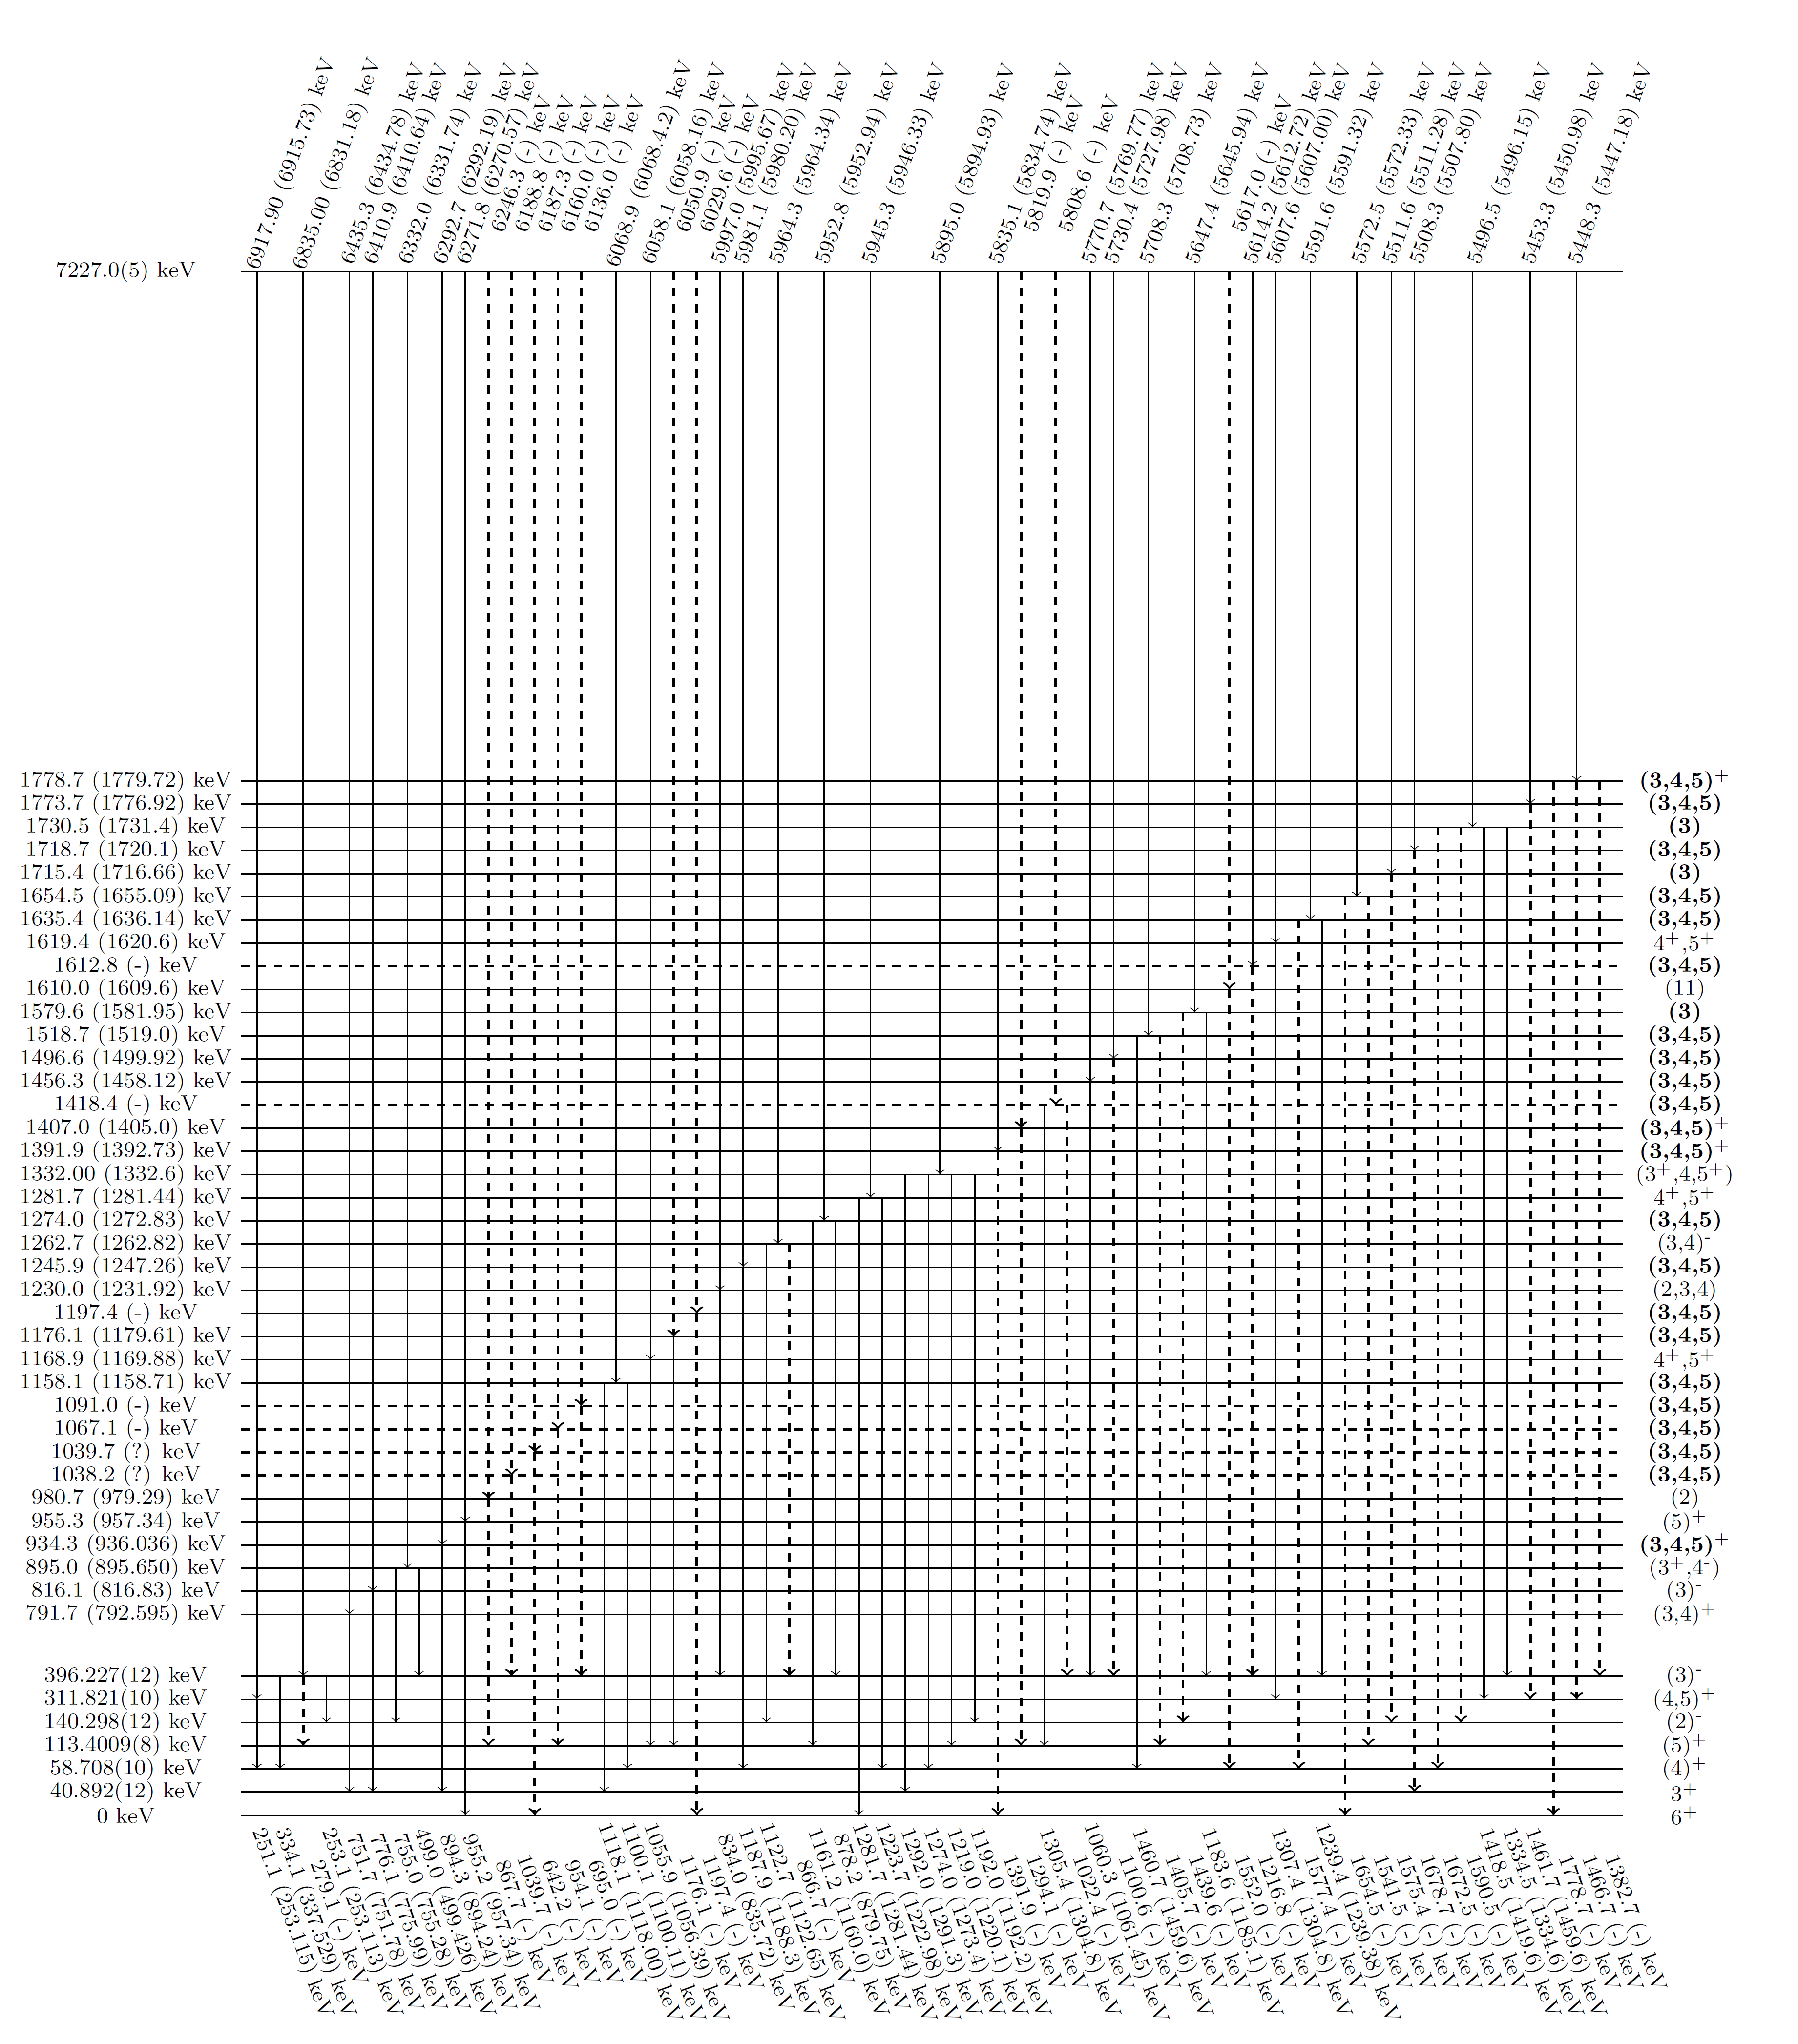 6917.90 (6915.73) keV
6835.00 (6831.18) keV
6435.3 (6434.78) keV
6410.9 (6410.64) keV
6332.0 (6331.74) keV
6292.7 (6292.19) keV
6271.8 (6270.57) keV
6246.3 (-) keV
6188.8 (-) keV
6187.3 (-) keV
6160.0 (-) keV
6136.0 (-) keV
6068.9 (6068.4.2) keV
6058.1 (6058.16) keV
6050.9 (-) keV
6029.6 (-) keV
5997.0 (5995.67) keV
5981.1 (5980.20) keV
5964.3 (5964.34) keV
5952.8 (5952.94) keV
5945.3 (5946.33) keV
5895.0 (5894.93) keV
5835.1 (5834.74) keV
5819.9 (-) keV
5808.6 (-) keV
5770.7 (5769.77) keV
5730.4 (5727.98) keV
5708.3 (5708.73) keV
5647.4 (5645.94) keV
5617.0 (-) keV
5614.2 (5612.72) keV
5607.6 (5607.00) keV
5591.6 (5591.32) keV
5572.5 (5572.33) keV
5511.6 (5511.28) keV
5508.3 (5507.80) keV
5496.5 (5496.15) keV
5453.3 (5450.98) keV
5448.3 (5447.18) keV
7227.0(5) keV
1778.7 (1779.72) keV (3,4,5)+
1773.7 (1776.92) keV (3,4,5)
1730.5 (1731.4) keV (3)
1718.7 (1720.1) keV (3,4,5)
1715.4 (1716.66) keV (3)
1654.5 (1655.09) keV (3,4,5)
1635.4 (1636.14) keV (3,4,5)
1619.4 (1620.6) keV 4+,5+
1612.8 (-) keV (3,4,5)
1610.0 (1609.6) keV (11)
1579.6 (1581.95) keV (3)
1518.7 (1519.0) keV (3,4,5)
1496.6 (1499.92) keV (3,4,5)
1456.3 (1458.12) keV (3,4,5)
1418.4 (-) keV (3,4,5)
1407.0 (1405.0) keV (3,4,5)+
1391.9 (1392.73) keV (3,4,5)+
1332.00 (1332.6) keV (3+,4,5+)
1281.7 (1281.44) keV 4+,5+
1274.0 (1272.83) keV (3,4,5)
1262.7 (1262.82) keV (3,4)-
1245.9 (1247.26) keV (3,4,5)
1230.0 (1231.92) keV (2,3,4)
1197.4 (-) keV (3,4,5)
1176.1 (1179.61) keV (3,4,5)
1168.9 (1169.88) keV 4+,5+
1158.1 (1158.71) keV (3,4,5)
1091.0 (-) keV (3,4,5)
1067.1 (-) keV (3,4,5)
1039.7 (?) keV (3,4,5)
1038.2 (?) keV (3,4,5)
980.7 (979.29) keV (2)
955.3 (957.34) keV (5)+
934.3 (936.036) keV (3,4,5)+
895.0 (895.650) keV (3+,4-)
816.1 (816.83) keV (3)-
791.7 (792.595) keV (3,4)+
396.227(12) keV (3)-
311.821(10) keV (4,5)+
140.298(12) keV (2)-
113.4009(8) keV (5)+
58.708(10) keV (4)+
40.892(12) keV 3+
0 keV 6+
251.1 (253.115) keV
334.1 (337.529) keV
279.1 (-) keV
253.1 (253.113) keV
751.7 (751.78) keV
776.1 (775.99) keV
755.0 (755.28) keV
499.0 (499.426) keV
894.3 (894.24) keV
955.2 (957.34) keV
867.7 (-) keV
1039.7 (-) keV
642.2 (-) keV
954.1 (-) keV
695.0 (-) keV
1118.1 (1118.00) keV
1100.1 (1100.11) keV
1055.9 (1056.39) keV
1176.1 (-) keV
1197.4 (-) keV
834.0 (835.72) keV
1187.9 (1188.3) keV
1122.7 (1122.65) keV
866.7 (-) keV
1161.2 (1160.0) keV
878.2 (879.75) keV
1281.7 (1281.44) keV
1223.7 (1222.98) keV
1292.0 (1291.3) keV
1274.0 (1273.4) keV
1219.0 (1220.1) keV
1192.0 (1192.2) keV
1391.9 (-) keV
1294.1 (-) keV
1305.4 (1304.8) keV
1022.4 (-) keV
1060.3 (1061.45) keV
1100.6 (-) keV
1460.7 (1459.6) keV
1405.7 (-) keV
1439.6 (-) keV
1183.6 (1185.1) keV
1552.0 (-) keV
1216.8 (-) keV
1307.4 (1304.8) keV
1577.4 (-) keV
1239.4 (1239.38) keV
1654.5 (-) keV
1541.5 (-) keV
1575.4 (-) keV
1678.7 (-) keV
1672.5 (-) keV
1590.5 (-) keV
1418.5 (1419.6) keV
1334.5 (1334.6) keV
1461.7 (1459.6) keV
1778.7 (-) keV
1466.7 (-) keV
1382.7 (-) keV